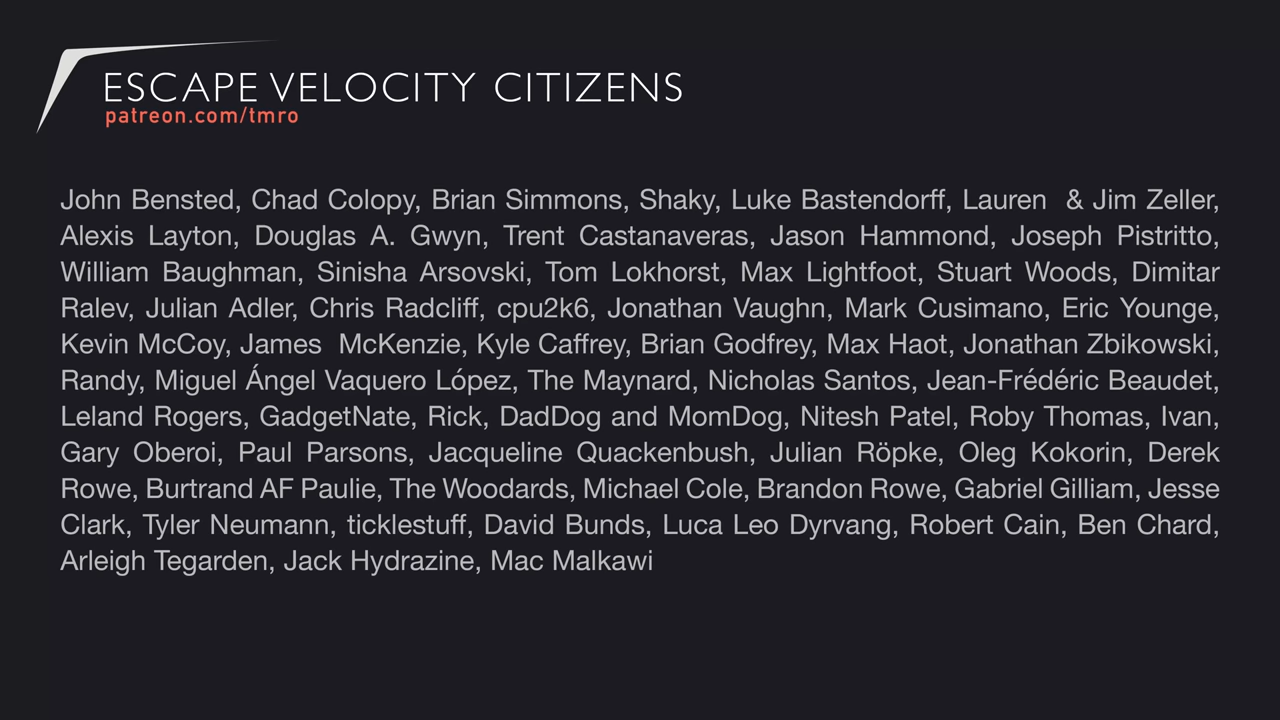 ESCAPE VELOCITY CITIZENS
patreon.com/tmro
John Bensted, Chad Colopy, Brian Simmons, Shaky, Luke Bastendorff, Lauren & Jim Zeller,
Alexis Layton, Douglas A. Gwyn, Trent Castanaveras, Jason Hammond, Joseph Pistritto,
William Baughman, Sinisha Arsovski, Tom Lokhorst, Max Lightfoot, Stuart Woods, Dimitar
Ralev, Julian Adler, Chris Radcliff, cpu2k6, Jonathan Vaughn, Mark Cusimano, Eric Younge,
Kevin McCoy, James McKenzie, Kyle Caffrey, Brian Godfrey, Max Haot, Jonathan Zbikowski,
Randy, Miguel Ángel Vaquero López, The Maynard, Nicholas Santos, Jean-Frédéric Beaudet,
Leland Rogers, GadgetNate, Rick, DadDog and MomDog, Nitesh Patel, Roby Thomas, Ivan,
Gary Oberoi, Paul Parsons, Jacqueline Quackenbush, Julian Röpke, Oleg Kokorin, Derek
Rowe, Burtrand AF Paulie, The Woodards, Michael Cole, Brandon Rowe, Gabriel Gilliam, Jesse
Clark, Tyler Neumann, ticklestuff, David Bunds, Luca Leo Dyrvang, Robert Cain, Ben Chard,
Arleigh Tegarden, Jack Hydrazine, Mac Malkawi